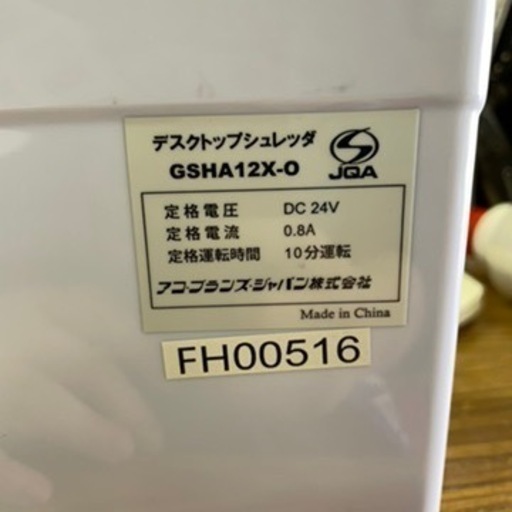 デスクトップシュレッダ
GSHA12X-O
JQA
定格電圧 DC 24V
定格電流 0.8A
定格運転時間 10分運転
アコ・ブランズ・ジャパン株式会社
Made in China
FH00516